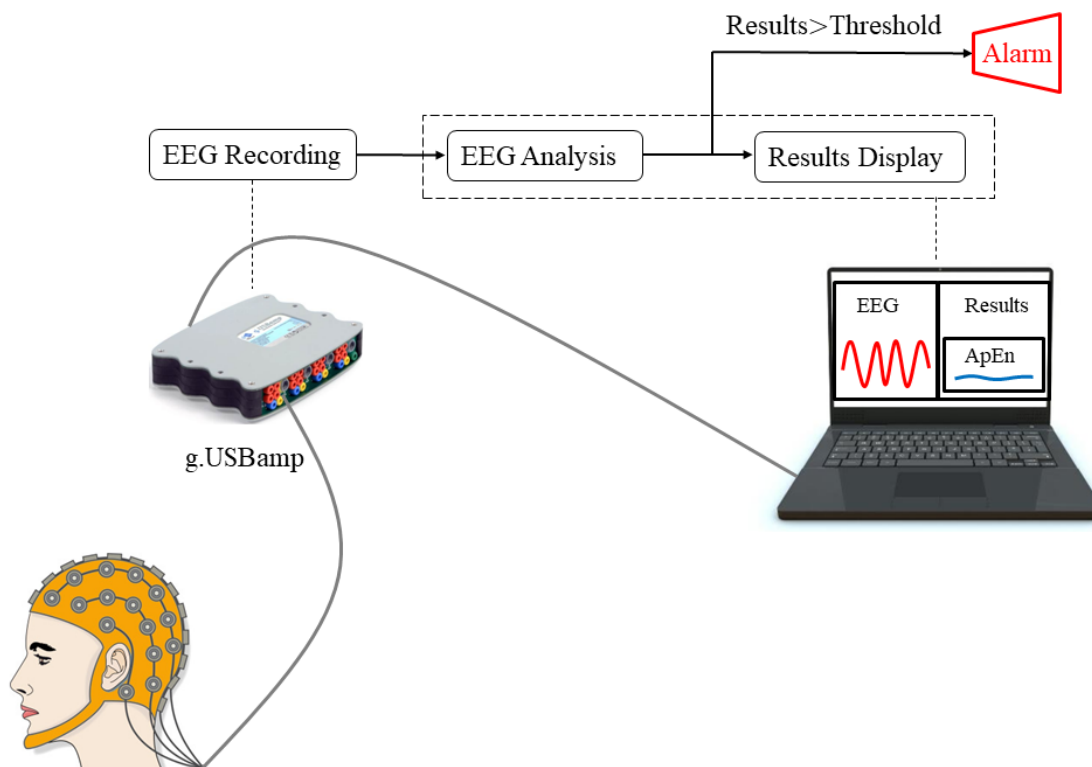 Results>Threshold
Alarm
EEG Recording
EEG Analysis
Results Display
EEG
Results
ApEn
g.USBamp